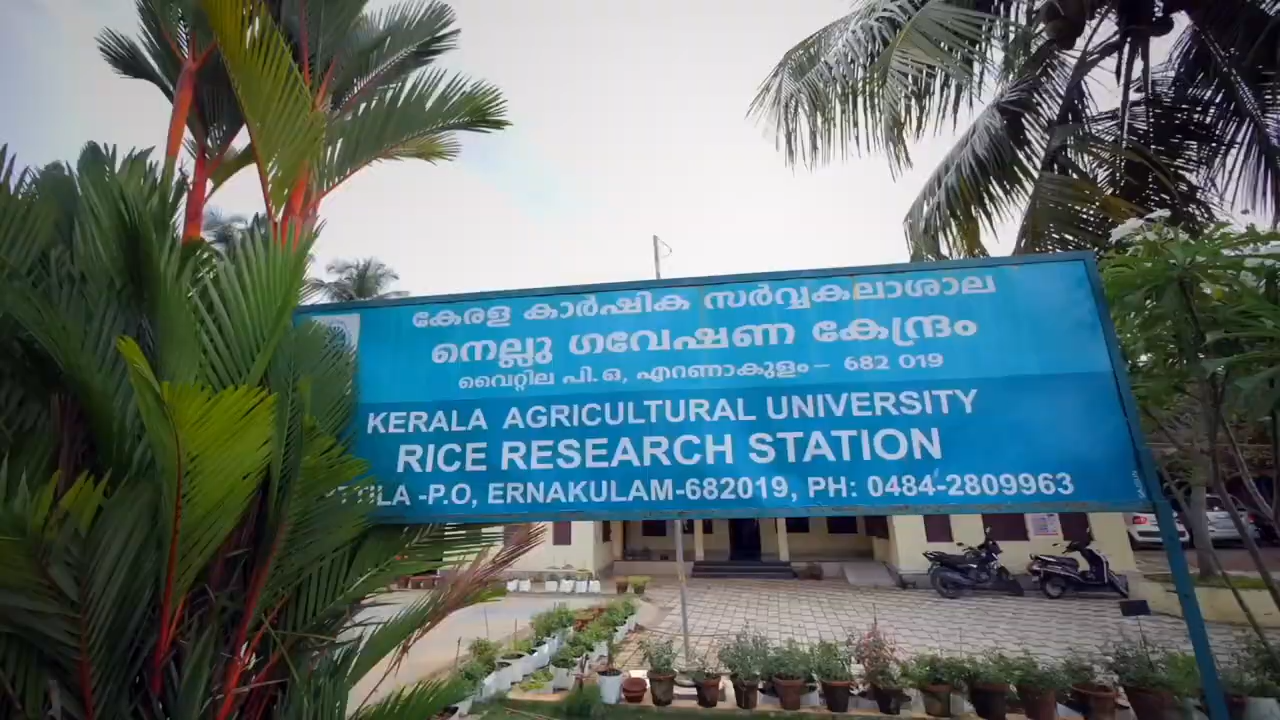 കേരള കാർഷിക സർവ്വകലാശാല
നെല്ലു ഗവേഷണ കേന്ദ്രം
വൈറ്റില പി.ഒ, എറണാകുളം – 682 019
KERALA AGRICULTURAL UNIVERSITY
RICE RESEARCH STATION
-P.O, ERNAKULAM-682019, PH: 0484-2809963